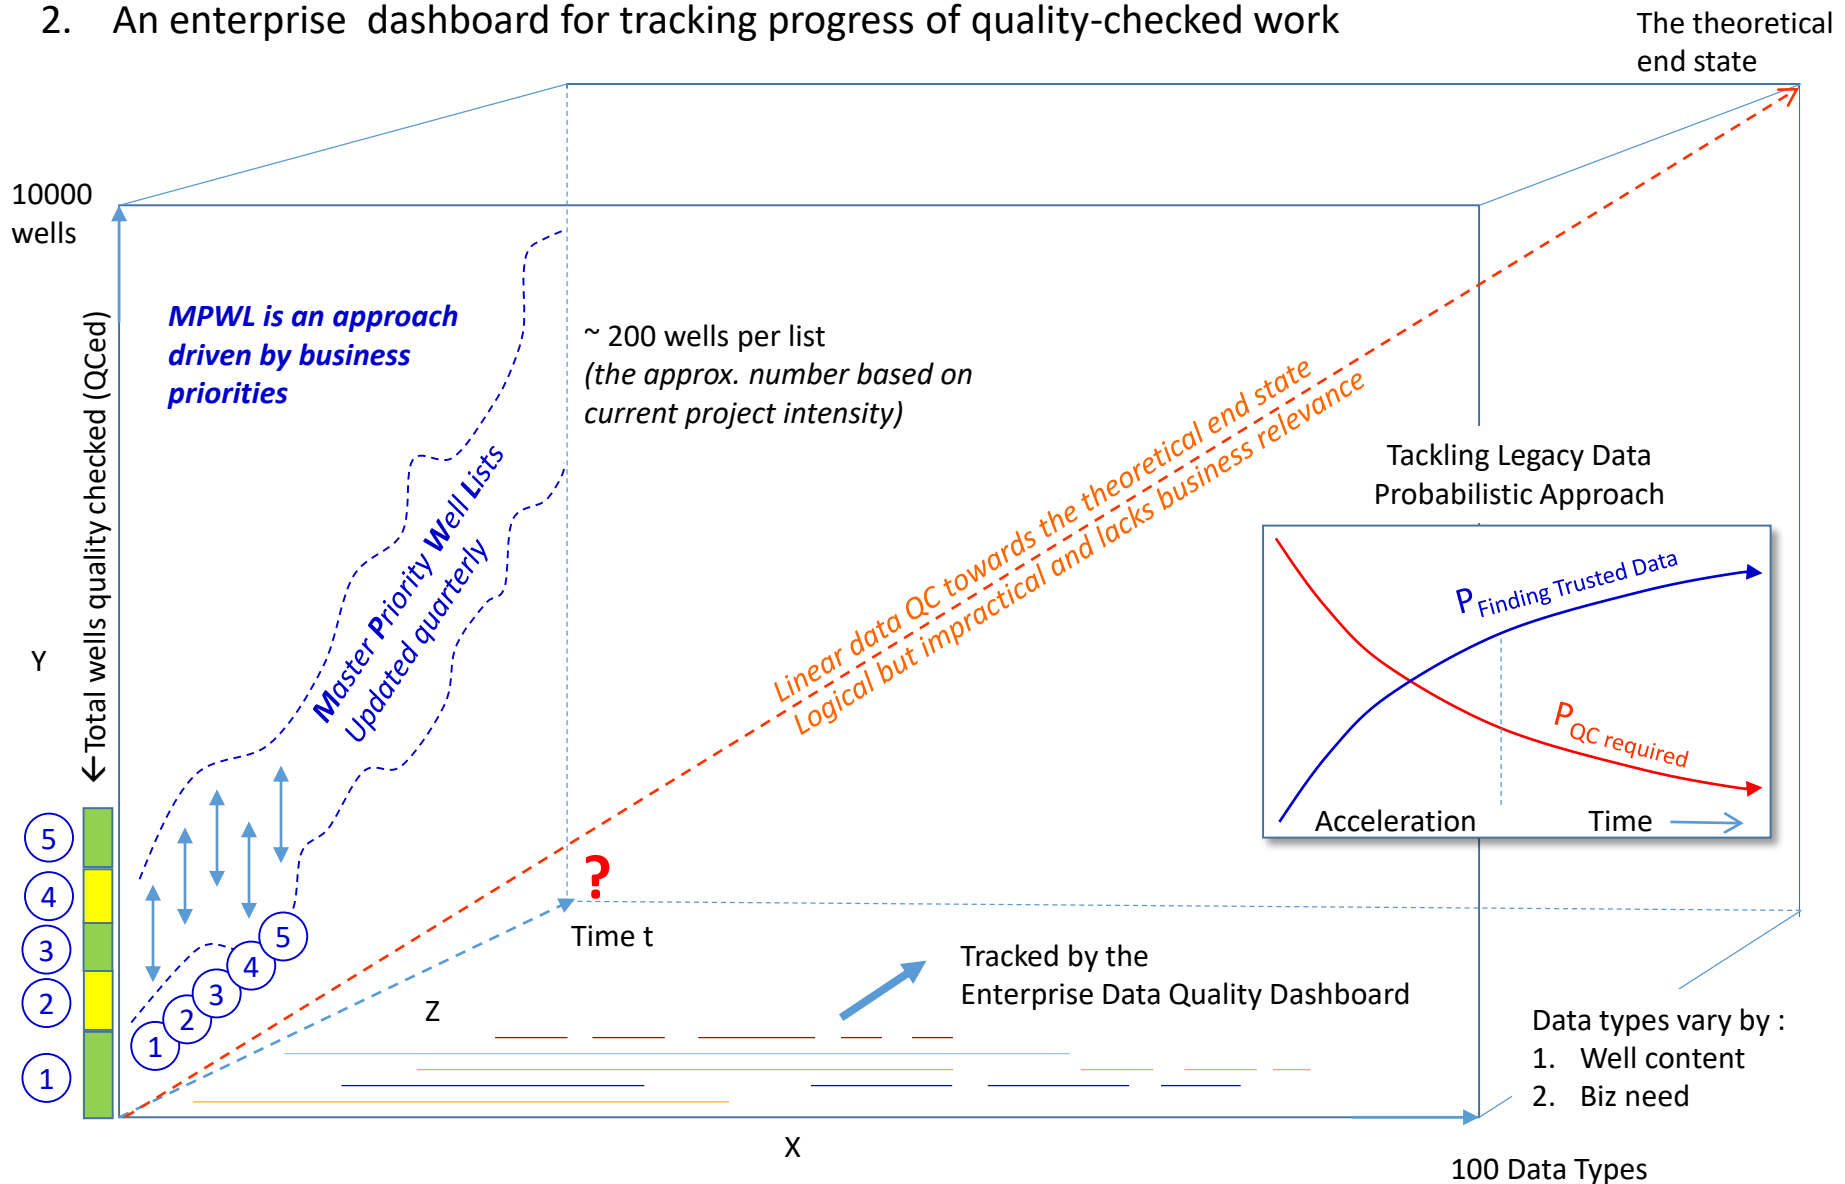 2. An enterprise dashboard for tracking progress of quality-checked work
The theoretical
end state
10000
wells
MPWL is an approach
driven by business
priorities
~ 200 wells per list
(the approx. number based on
current project intensity)
←Total wells quality checked (QCed)
Master Priority Well Lists
Updated quarterly
Linear data QC towards the theoretical end state
Logical but impractical and lacks business relevance
Tackling Legacy Data
Probabilistic Approach
P Finding Trusted Data
P QC required
Acceleration
Time
Y
5
4
3
2
1
5
4
3
2
1
?
Time t
Z
Tracked by the
Enterprise Data Quality Dashboard
Data types vary by :
1. Well content
2. Biz need
X
100 Data Types